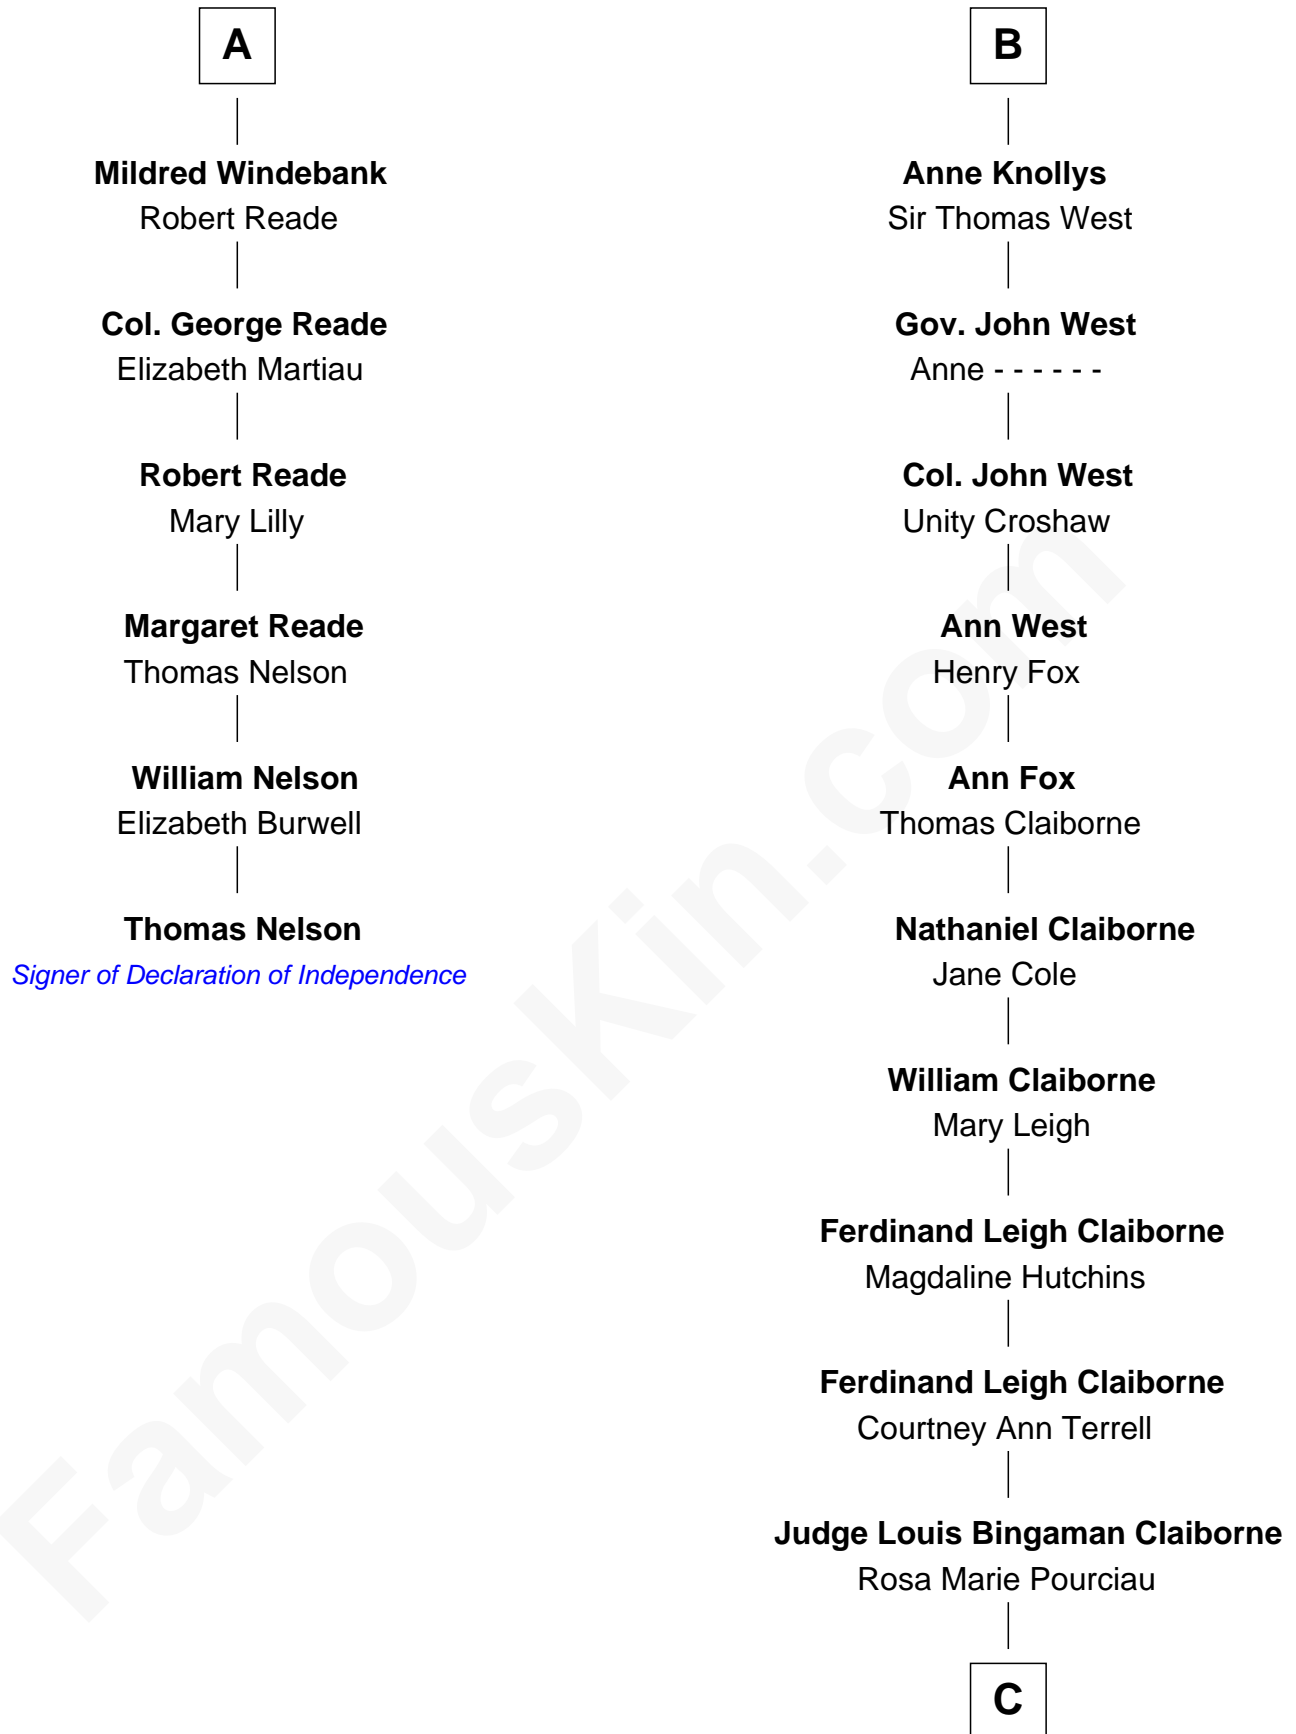 A
Mildred Windebank
Robert Reade
Col. George Reade
Elizabeth Martiau
Robert Reade
Mary Lilly
Margaret Reade
Thomas Nelson
William Nelson
Elizabeth Burwell
Thomas Nelson
Signer of Declaration of Independence
B
Anne Knollys
Sir Thomas West
Gov. John West
Anne - - - - - -
Col. John West
Unity Croshaw
Ann West
Henry Fox
Ann Fox
Thomas Claiborne
Nathaniel Claiborne
Jane Cole
William Claiborne
Mary Leigh
Ferdinand Leigh Claiborne
Magdaline Hutchins
Ferdinand Leigh Claiborne
Courtney Ann Terrell
Judge Louis Bingaman Claiborne
Rosa Marie Pourciau
C
FamousKin.com